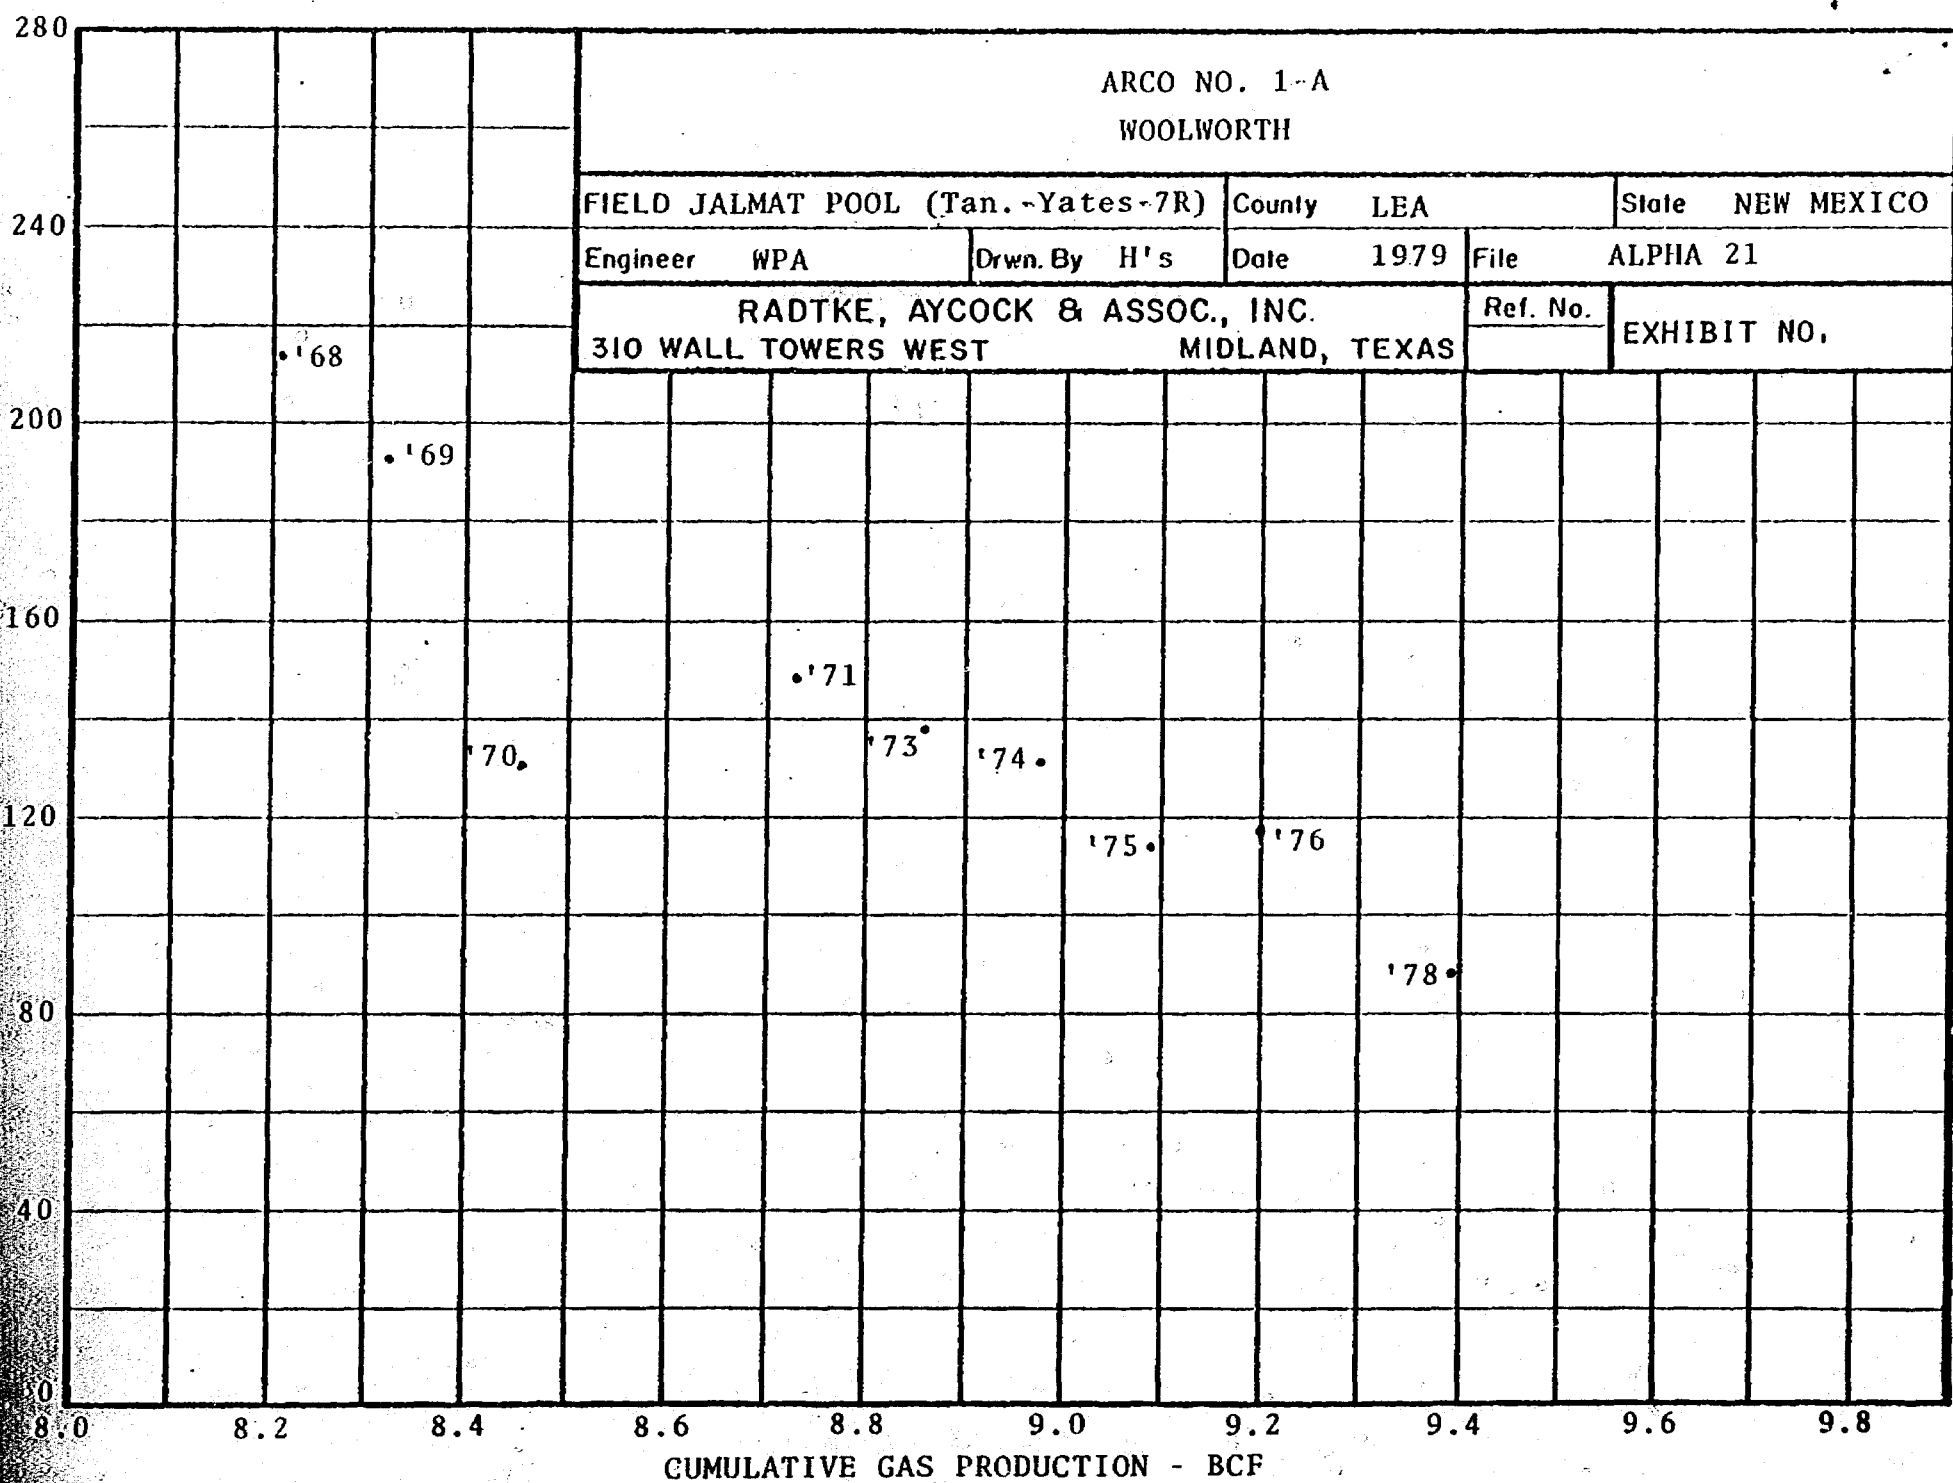 280
ARCO NO. 1-A
WOOLWORTH
FIELD JALMAT POOL (Tan.-Yates-7R) County LEA State NEW MEXICO
240
Engineer WPA Drwn. By H's Date 1979 File ALPHA 21
RADTKE, AYCOCK & ASSOC., INC. Ref. No. EXHIBIT NO.
310 WALL TOWERS WEST MIDLAND, TEXAS
'68
200
'69
160
'71
'70 '73 '74
120
'75 '76
'78
80
40
0
8.0 8.2 8.4 8.6 8.8 9.0 9.2 9.4 9.6 9.8
CUMULATIVE GAS PRODUCTION - BCF